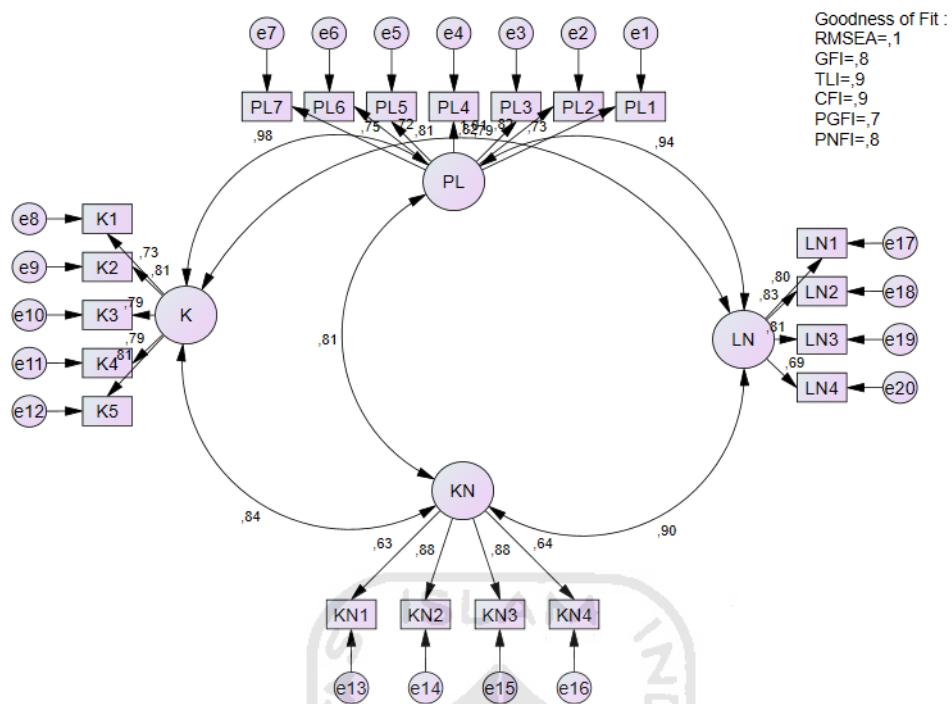 Goodness of Fit :
RMSEA=,1
GFI=,8
TLI=,9
CFI=,9
PGFI=,7
PNFI=,8
e7 e6 e5 e4 e3 e2 e1
PL7 PL6 PL5 PL4 PL3 PL2 PL1
,98 ,75 ,72 ,81 ,82 ,79 ,73 ,94
PL
e8 K1
e9 K2
e10 K3
e11 K4
e12 K5
,73
,81
,79
,79
,81
K
LN1 e17
LN2 e18
LN3 e19
LN4 e20
,80
,83
,81
,69
LN
,81
KN
,84 ,90
,63 ,88 ,88 ,64
KN1 KN2 KN3 KN4
e13 e14 e15 e16
ISLAM IN